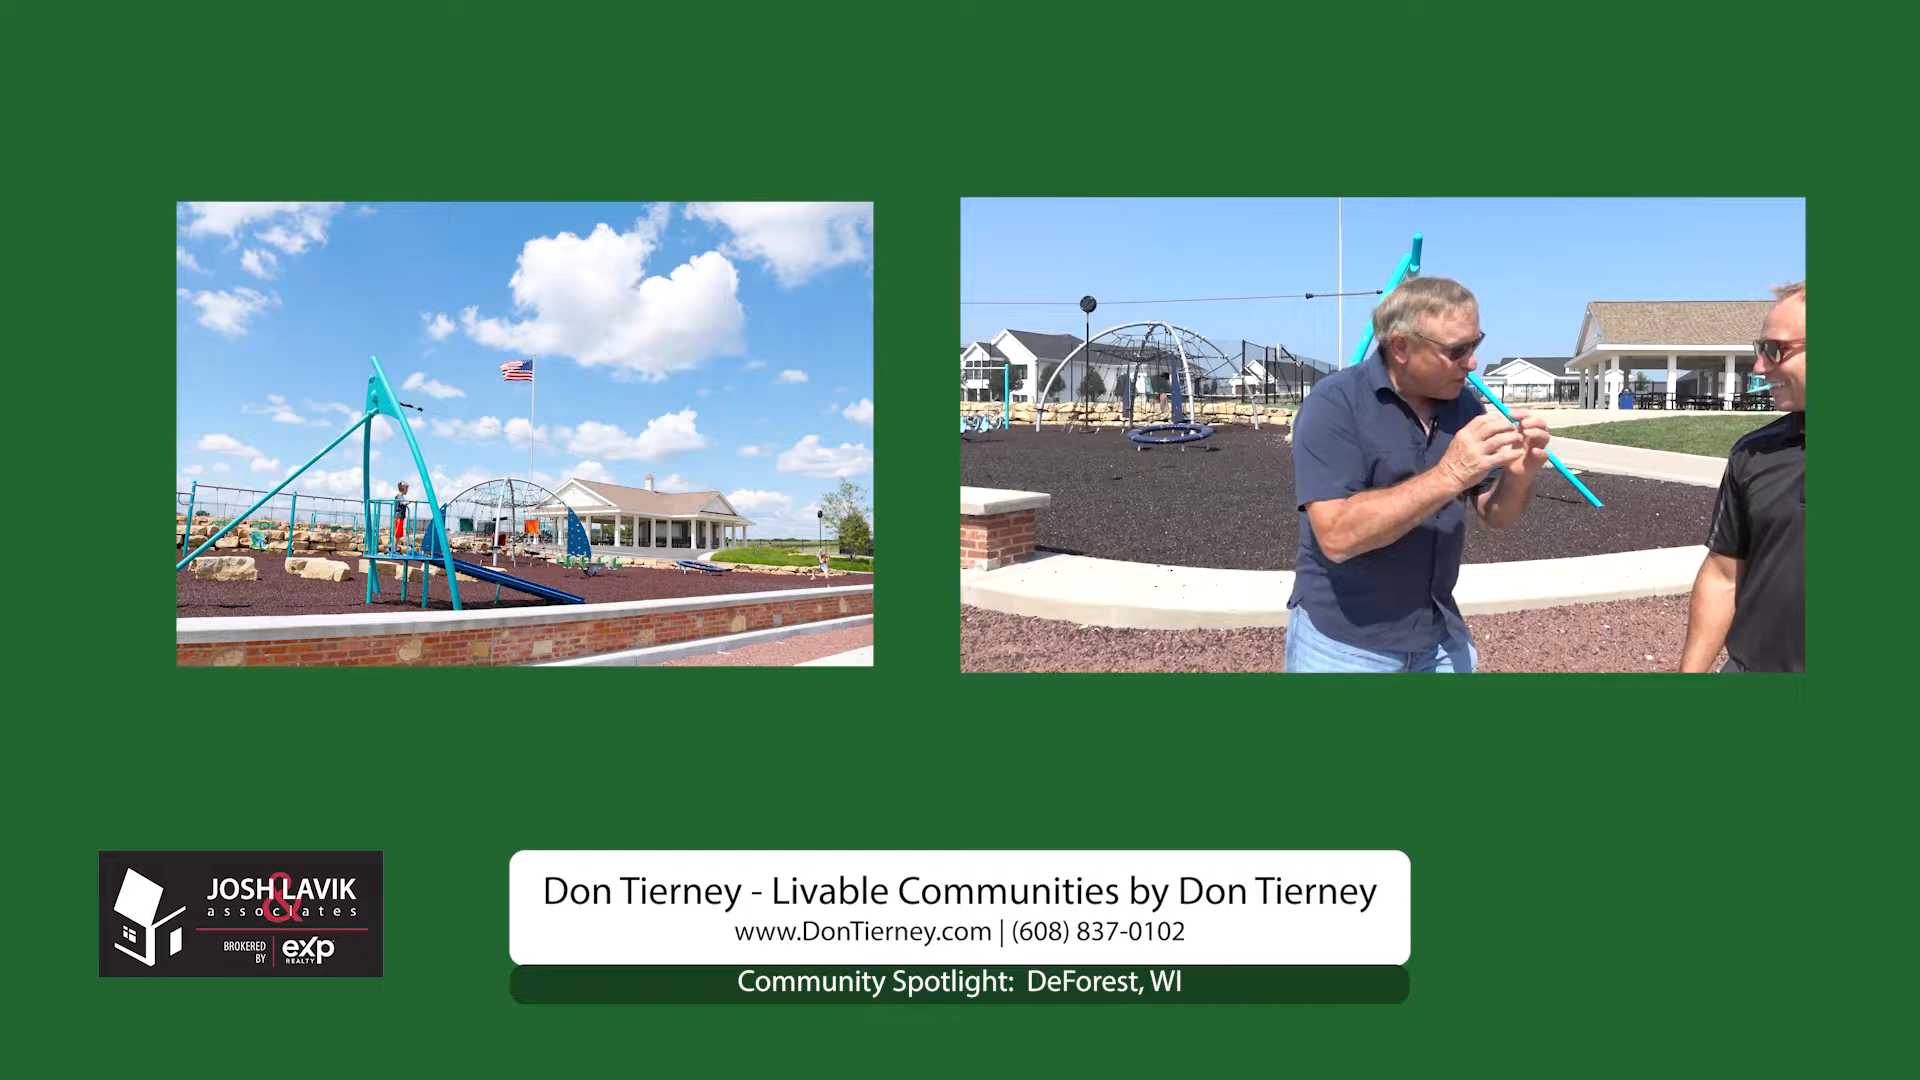 JOSH & LAVIK
associates
BROKERED
BY
eXp
REALTY
Don Tierney - Livable Communities by Don Tierney
www.DonTierney.com | (608) 837-0102
Community Spotlight: DeForest, WI